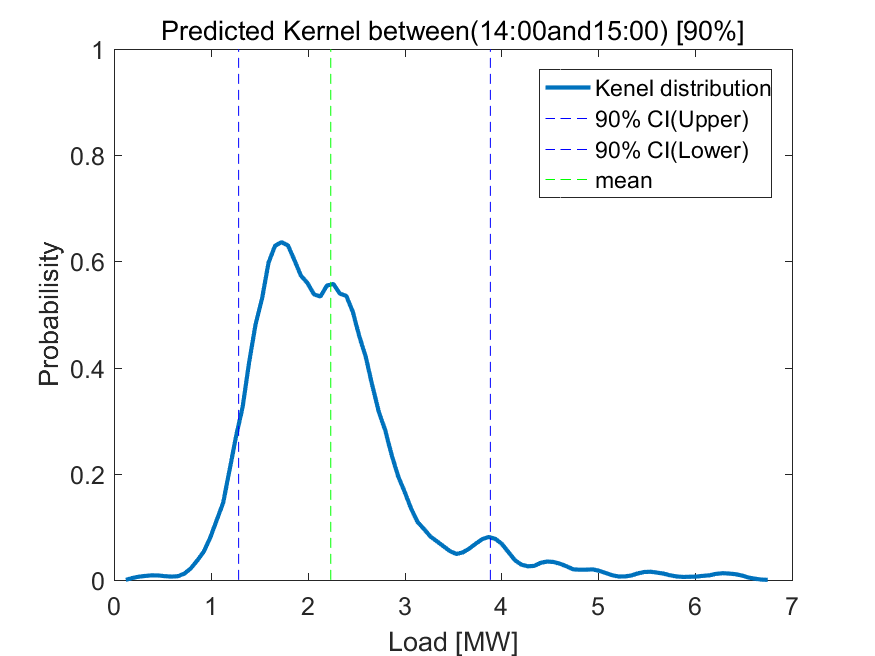 Predicted Kernel between(14:00and15:00) [90%]
1
0.8
0.6
0.4
0.2
0
Probabilisity
Kenel distribution
90% CI(Upper)
90% CI(Lower)
mean
0 1 2 3 4 5 6 7
Load [MW]